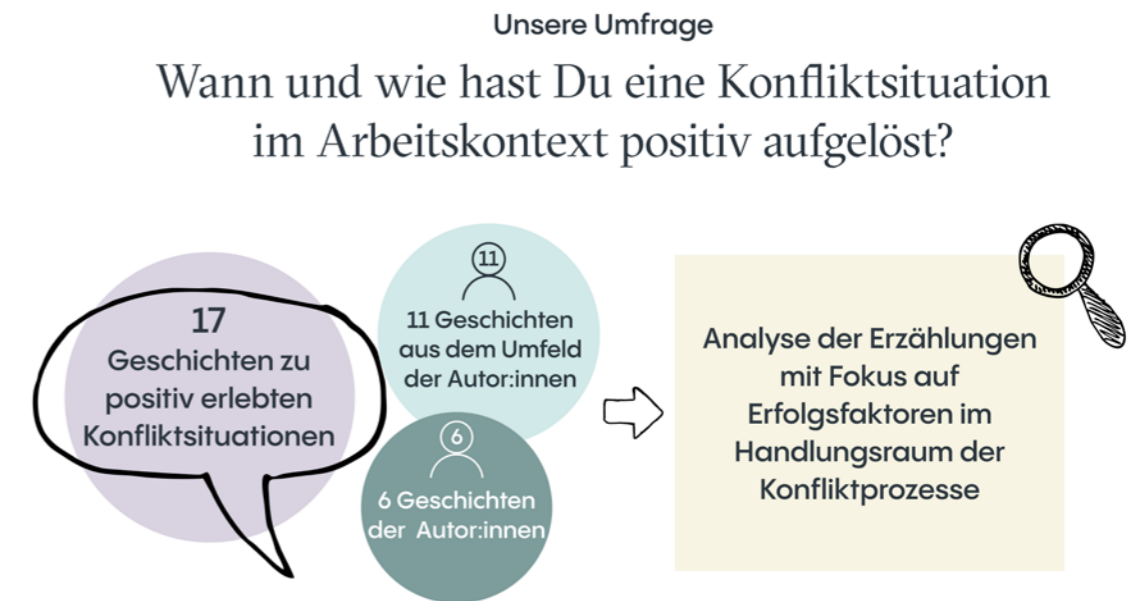 Unsere Umfrage
Wann und wie hast Du eine Konfliktsituation
im Arbeitskontext positiv aufgelöst?
17
Geschichten zu
positiv erlebten
Konfliktsituationen
11
11 Geschichten
aus dem Umfeld
der Autor:innen
6
6 Geschichten
der Autor:innen
Analyse der Erzählungen
mit Fokus auf
Erfolgsfaktoren im
Handlungsraum der
Konfliktprozesse